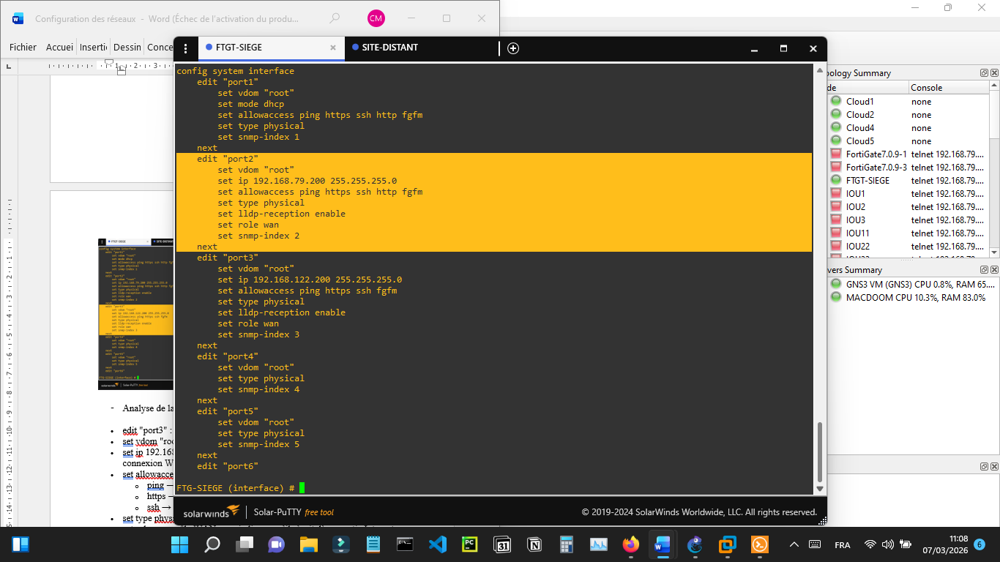 Configuration des réseaux - Word (Échec de l'activation du produ...
CM
Fichier Accuei Insertic Dessin Conce
FTGT-SIEGE
SITE-DISTANT
config system interface
edit "port1"
set vdom "root"
set mode dhcp
set allowaccess ping https ssh http fgfm
set type physical
set snmp-index 1
next
edit "port2"
set vdom "root"
set ip 192.168.79.200 255.255.255.0
set allowaccess ping https ssh http fgfm
set type physical
set lldp-reception enable
set role wan
set snmp-index 2
next
edit "port3"
set vdom "root"
set ip 192.168.122.200 255.255.255.0
set allowaccess ping https ssh fgfm
set type physical
set lldp-reception enable
set role wan
set snmp-index 3
next
edit "port4"
set vdom "root"
set type physical
set snmp-index 4
next
edit "port5"
set vdom "root"
set type physical
set snmp-index 5
next
edit "port6"
FTG-SIEGE (interface) #
solarwinds Solar-PuTTY free tool
© 2019-2024 SolarWinds Worldwide, LLC. All rights reserved.
- Analyse de la
• edit "port3" :
• set vdom "roo
• set ip 192.168
connexion W
• set allowacce
ping
https
ssh →
• set type physi
pology Summary
de Console
Cloud1 none
Cloud2 none
Cloud4 none
Cloud5 none
FortiGate7.0.9-1 telnet 192.168.79....
FortiGate7.0.9-3 telnet 192.168.79....
FTGT-SIEGE telnet 192.168.79....
IOU1 telnet 192.168.79....
IOU2 telnet 192.168.79....
IOU3 telnet 192.168.79....
IOU11 telnet 192.168.79....
IOU22 telnet 192.168.79....
vers Summary
GNS3 VM (GNS3) CPU 0.8%, RAM 65....
MACDOOM CPU 10.3%, RAM 83.0%
FRA
11:08
07/03/2026
6